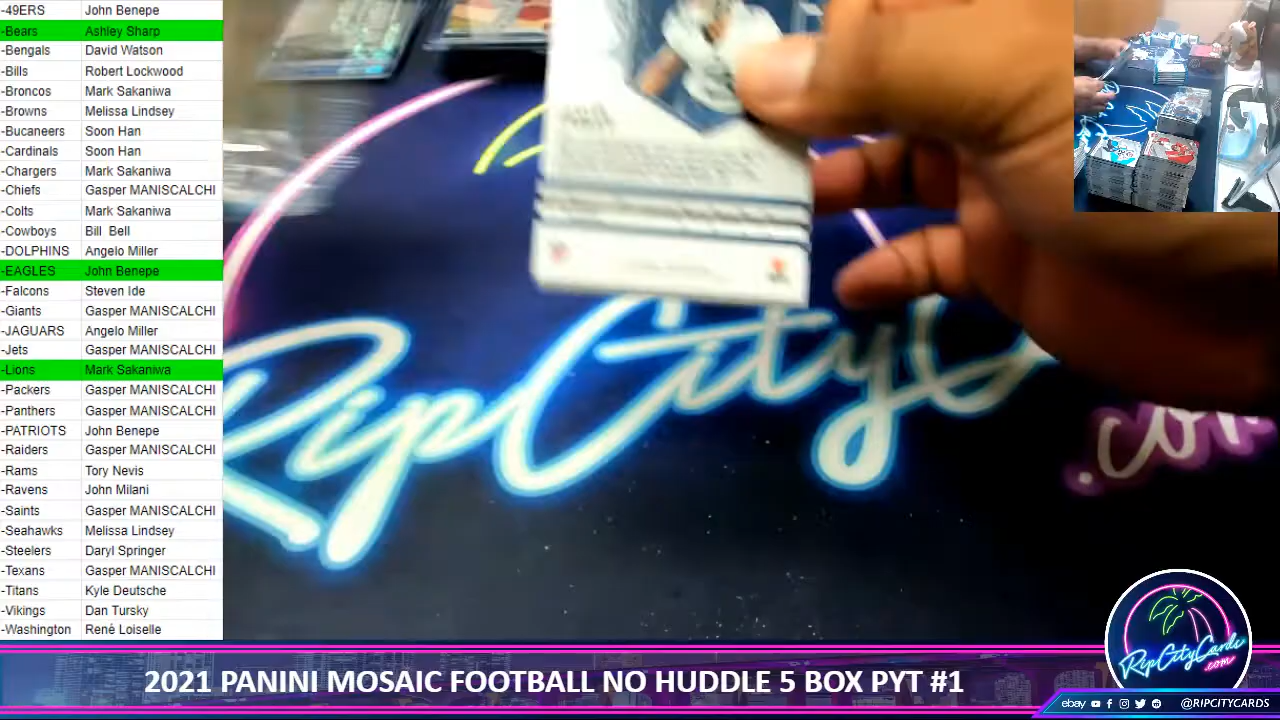 -49ERS John Benepe
-Bears Ashley Sharp
-Bengals David Watson
-Bills Robert Lockwood
-Broncos Mark Sakaniwa
-Browns Melissa Lindsey
-Bucaneers Soon Han
-Cardinals Soon Han
-Chargers Mark Sakaniwa
-Chiefs Gasper MANISCALCHI
-Colts Mark Sakaniwa
-Cowboys Bill Bell
-DOLPHINS Angelo Miller
-EAGLES John Benepe
-Falcons Steven Ide
-Giants Gasper MANISCALCHI
-JAGUARS Angelo Miller
-Jets Gasper MANISCALCHI
-Lions Mark Sakaniwa
-Packers Gasper MANISCALCHI
-Panthers Gasper MANISCALCHI
-PATRIOTS John Benepe
-Raiders Gasper MANISCALCHI
-Rams Tory Nevis
-Ravens John Milani
-Saints Gasper MANISCALCHI
-Seahawks Melissa Lindsey
-Steelers Daryl Springer
-Texans Gasper MANISCALCHI
-Titans Kyle Deutsche
-Vikings Dan Tursky
-Washington René Loiselle
RipCityC
.com
RipCityCards
.com
2021 PANINI MOSAIC FOOTBALL NO HUDDLE 5 BOX PYT #1
ebay @RIPCITYCARDS